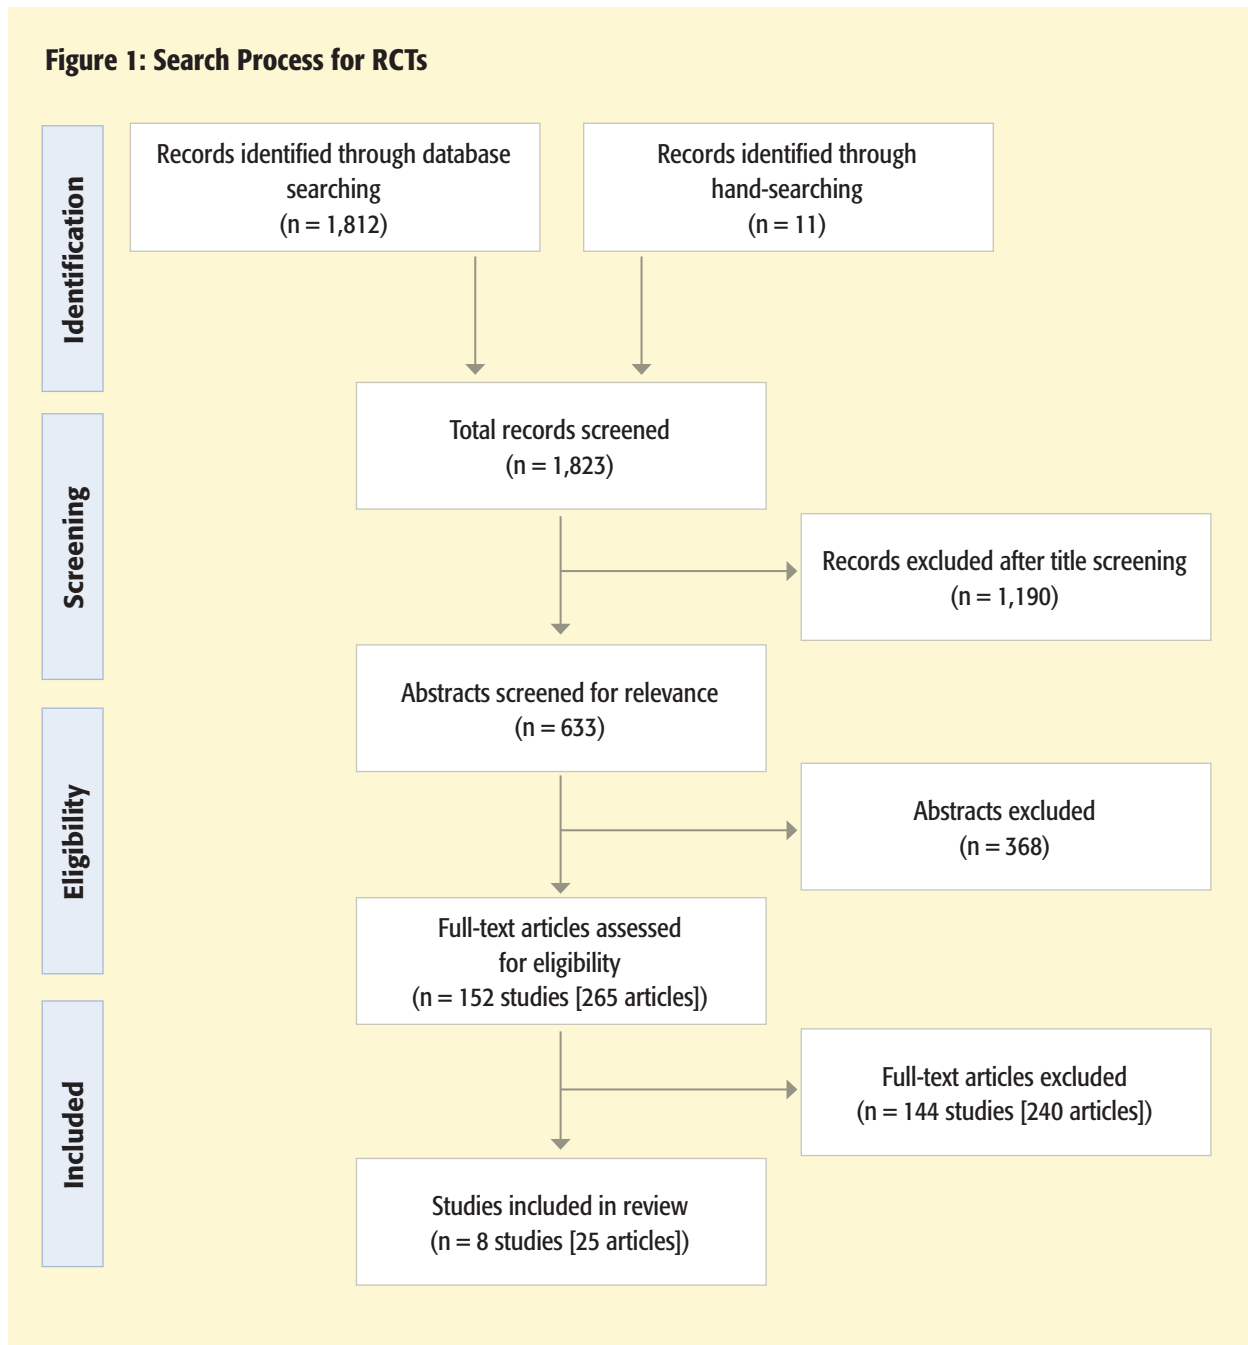 Figure 1: Search Process for RCTs
Identification
Records identified through database
searching
(n = 1,812)
Records identified through
hand-searching
(n = 11)
Screening
Total records screened
(n = 1,823)
Records excluded after title screening
(n = 1,190)
Abstracts screened for relevance
(n = 633)
Eligibility
Abstracts excluded
(n = 368)
Full-text articles assessed
for eligibility
(n = 152 studies [265 articles])
Included
Full-text articles excluded
(n = 144 studies [240 articles])
Studies included in review
(n = 8 studies [25 articles])